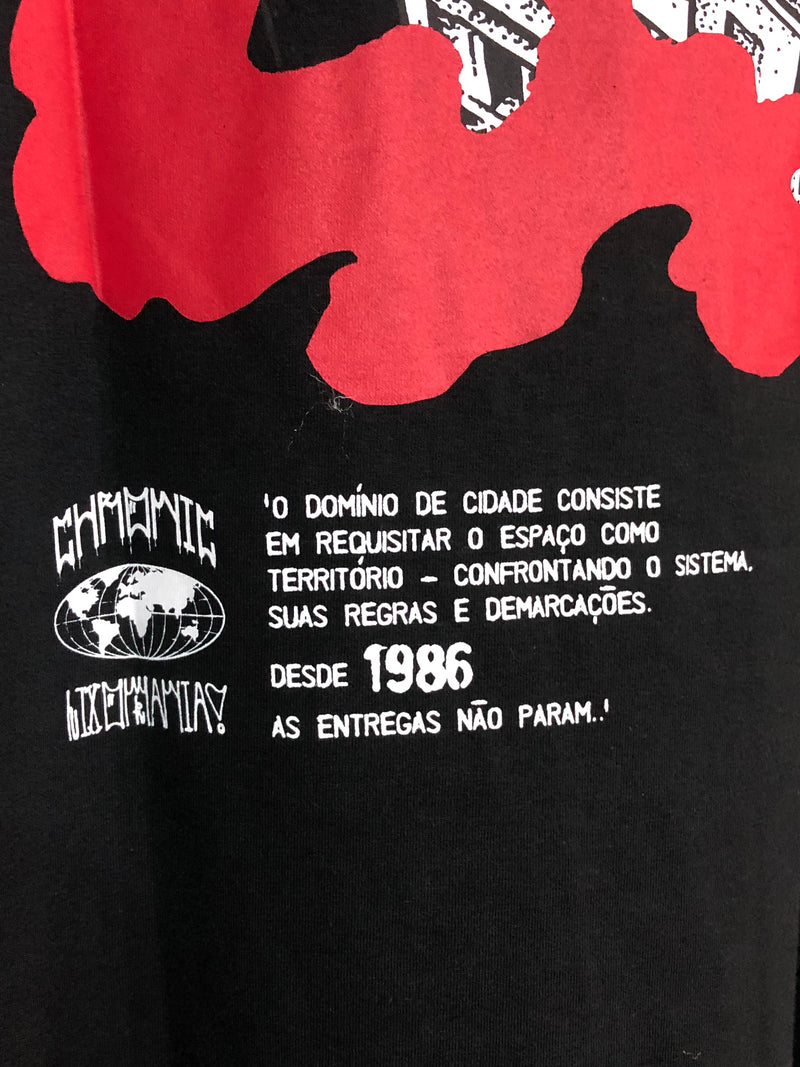 CHRONIC
LIXOMANIA!
'O DOMÍNIO DE CIDADE CONSISTE
EM REQUISITAR O ESPAÇO COMO
TERRITÓRIO – CONFRONTANDO O SISTEMA,
SUAS REGRAS E DEMARCAÇÕES.
DESDE 1986
AS ENTREGAS NÃO PARAM..'